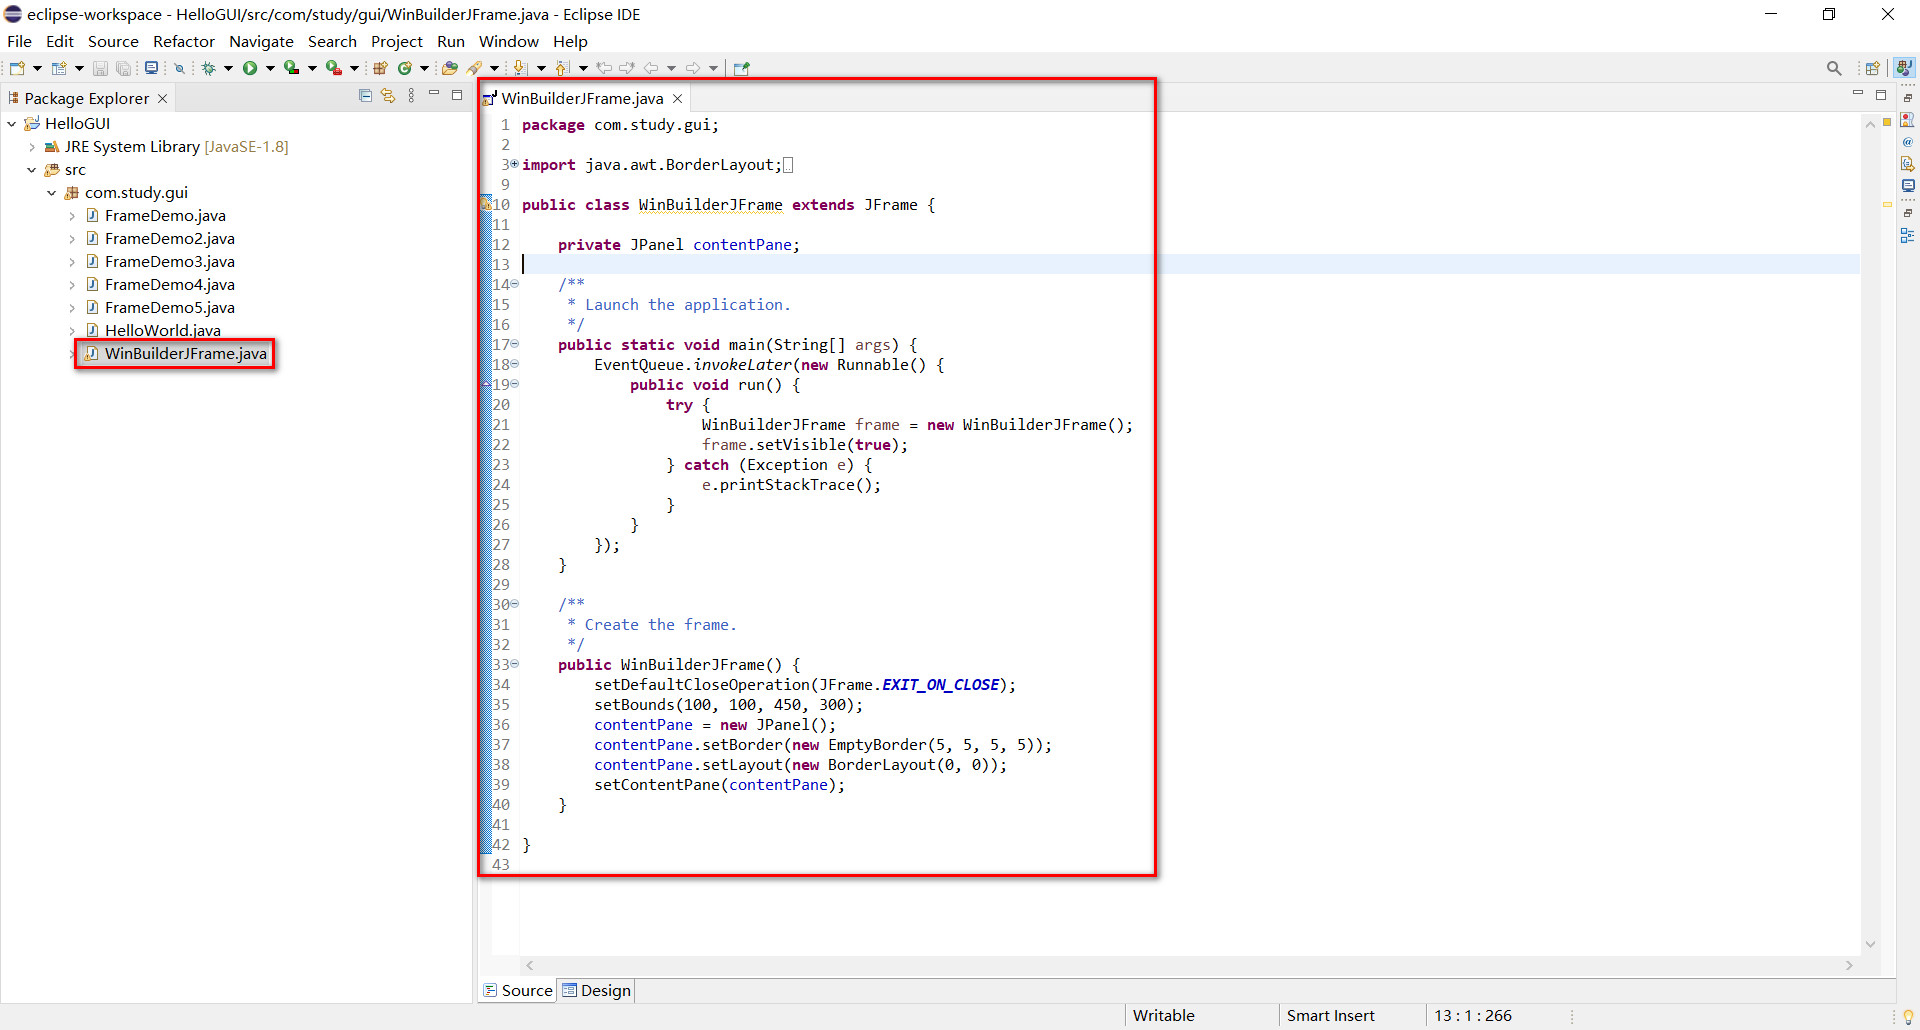 eclipse-workspace - HelloGUI/src/com/study/gui/WinBuilderJFrame.java - Eclipse IDE
File Edit Source Refactor Navigate Search Project Run Window Help
Package Explorer
HelloGUI
JRE System Library [JavaSE-1.8]
src
com.study.gui
FrameDemo.java
FrameDemo2.java
FrameDemo3.java
FrameDemo4.java
FrameDemo5.java
HelloWorld.java
WinBuilderJFrame.java
WinBuilderJFrame.java
1 package com.study.gui;
2
3 import java.awt.BorderLayout;
9
10 public class WinBuilderJFrame extends JFrame {
11
12     private JPanel contentPane;
13
14     /**
15      * Launch the application.
16      */
17     public static void main(String[] args) {
18         EventQueue.invokeLater(new Runnable() {
19             public void run() {
20                 try {
21                     WinBuilderJFrame frame = new WinBuilderJFrame();
22                     frame.setVisible(true);
23                 } catch (Exception e) {
24                     e.printStackTrace();
25                 }
26             }
27         });
28     }
29
30     /**
31      * Create the frame.
32      */
33     public WinBuilderJFrame() {
34         setDefaultCloseOperation(JFrame.EXIT_ON_CLOSE);
35         setBounds(100, 100, 450, 300);
36         contentPane = new JPanel();
37         contentPane.setBorder(new EmptyBorder(5, 5, 5, 5));
38         contentPane.setLayout(new BorderLayout(0, 0));
39         setContentPane(contentPane);
40     }
41
42 }
43
Source Design
Writable Smart Insert 13 : 1 : 266